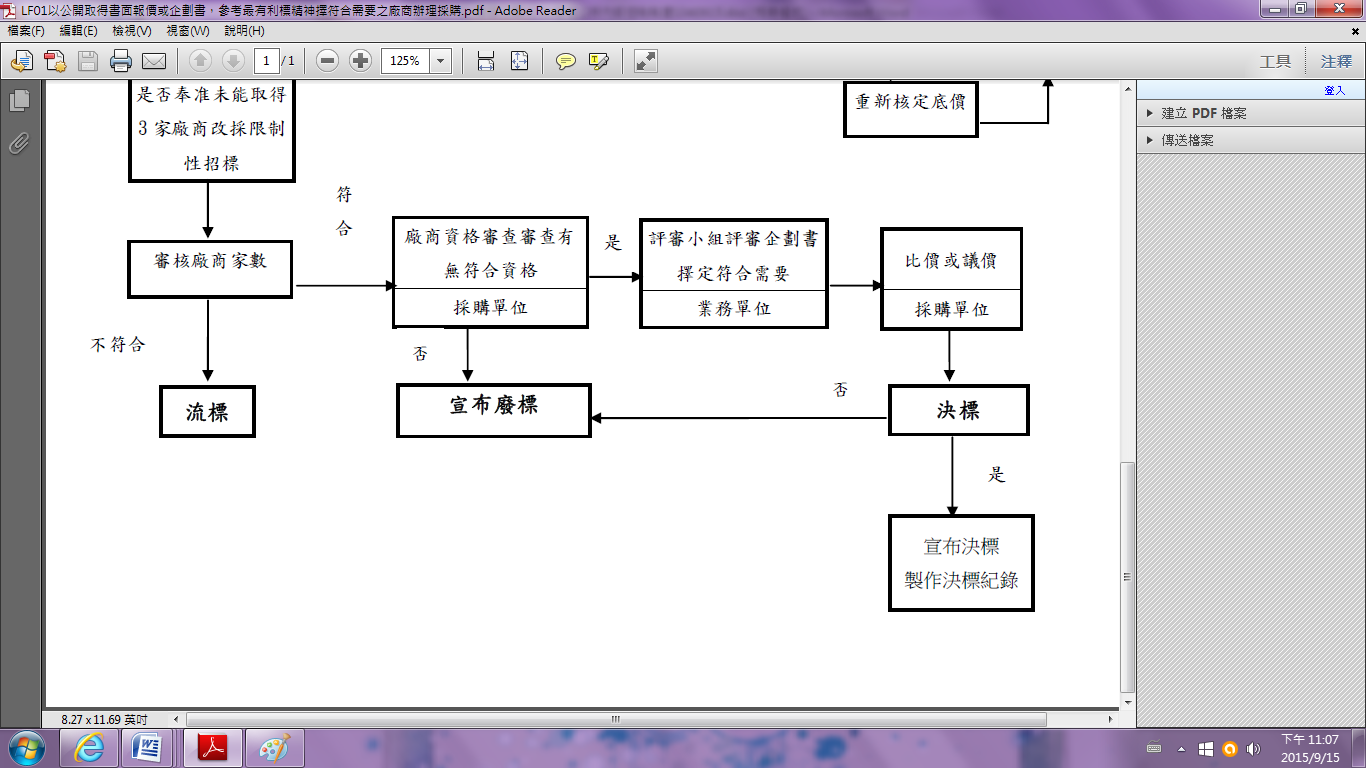 LF01以公開取得書面報價或企劃書，參考最有利標精神擇符合需要之廠商辦理採購.pdf - Adobe Reader
檔案(F) 編輯(E) 檢視(V) 視窗(W) 說明(H)
1 / 1 125% 工具 注釋
登入
建立 PDF 檔案
傳送檔案
是否奉准未能取得
3 家廠商改採限制
性招標
重新核定底價
符
合
審核廠商家數
廠商資格審查審查有
無符合資格
採購單位
是
評審小組評審企劃書
擇定符合需要
業務單位
比價或議價
採購單位
不符合
否
否
流標
宣布廢標
決標
是
宣布決標
製作決標紀錄
8.27 x 11.69 英吋
下午 11:07
2015/9/15